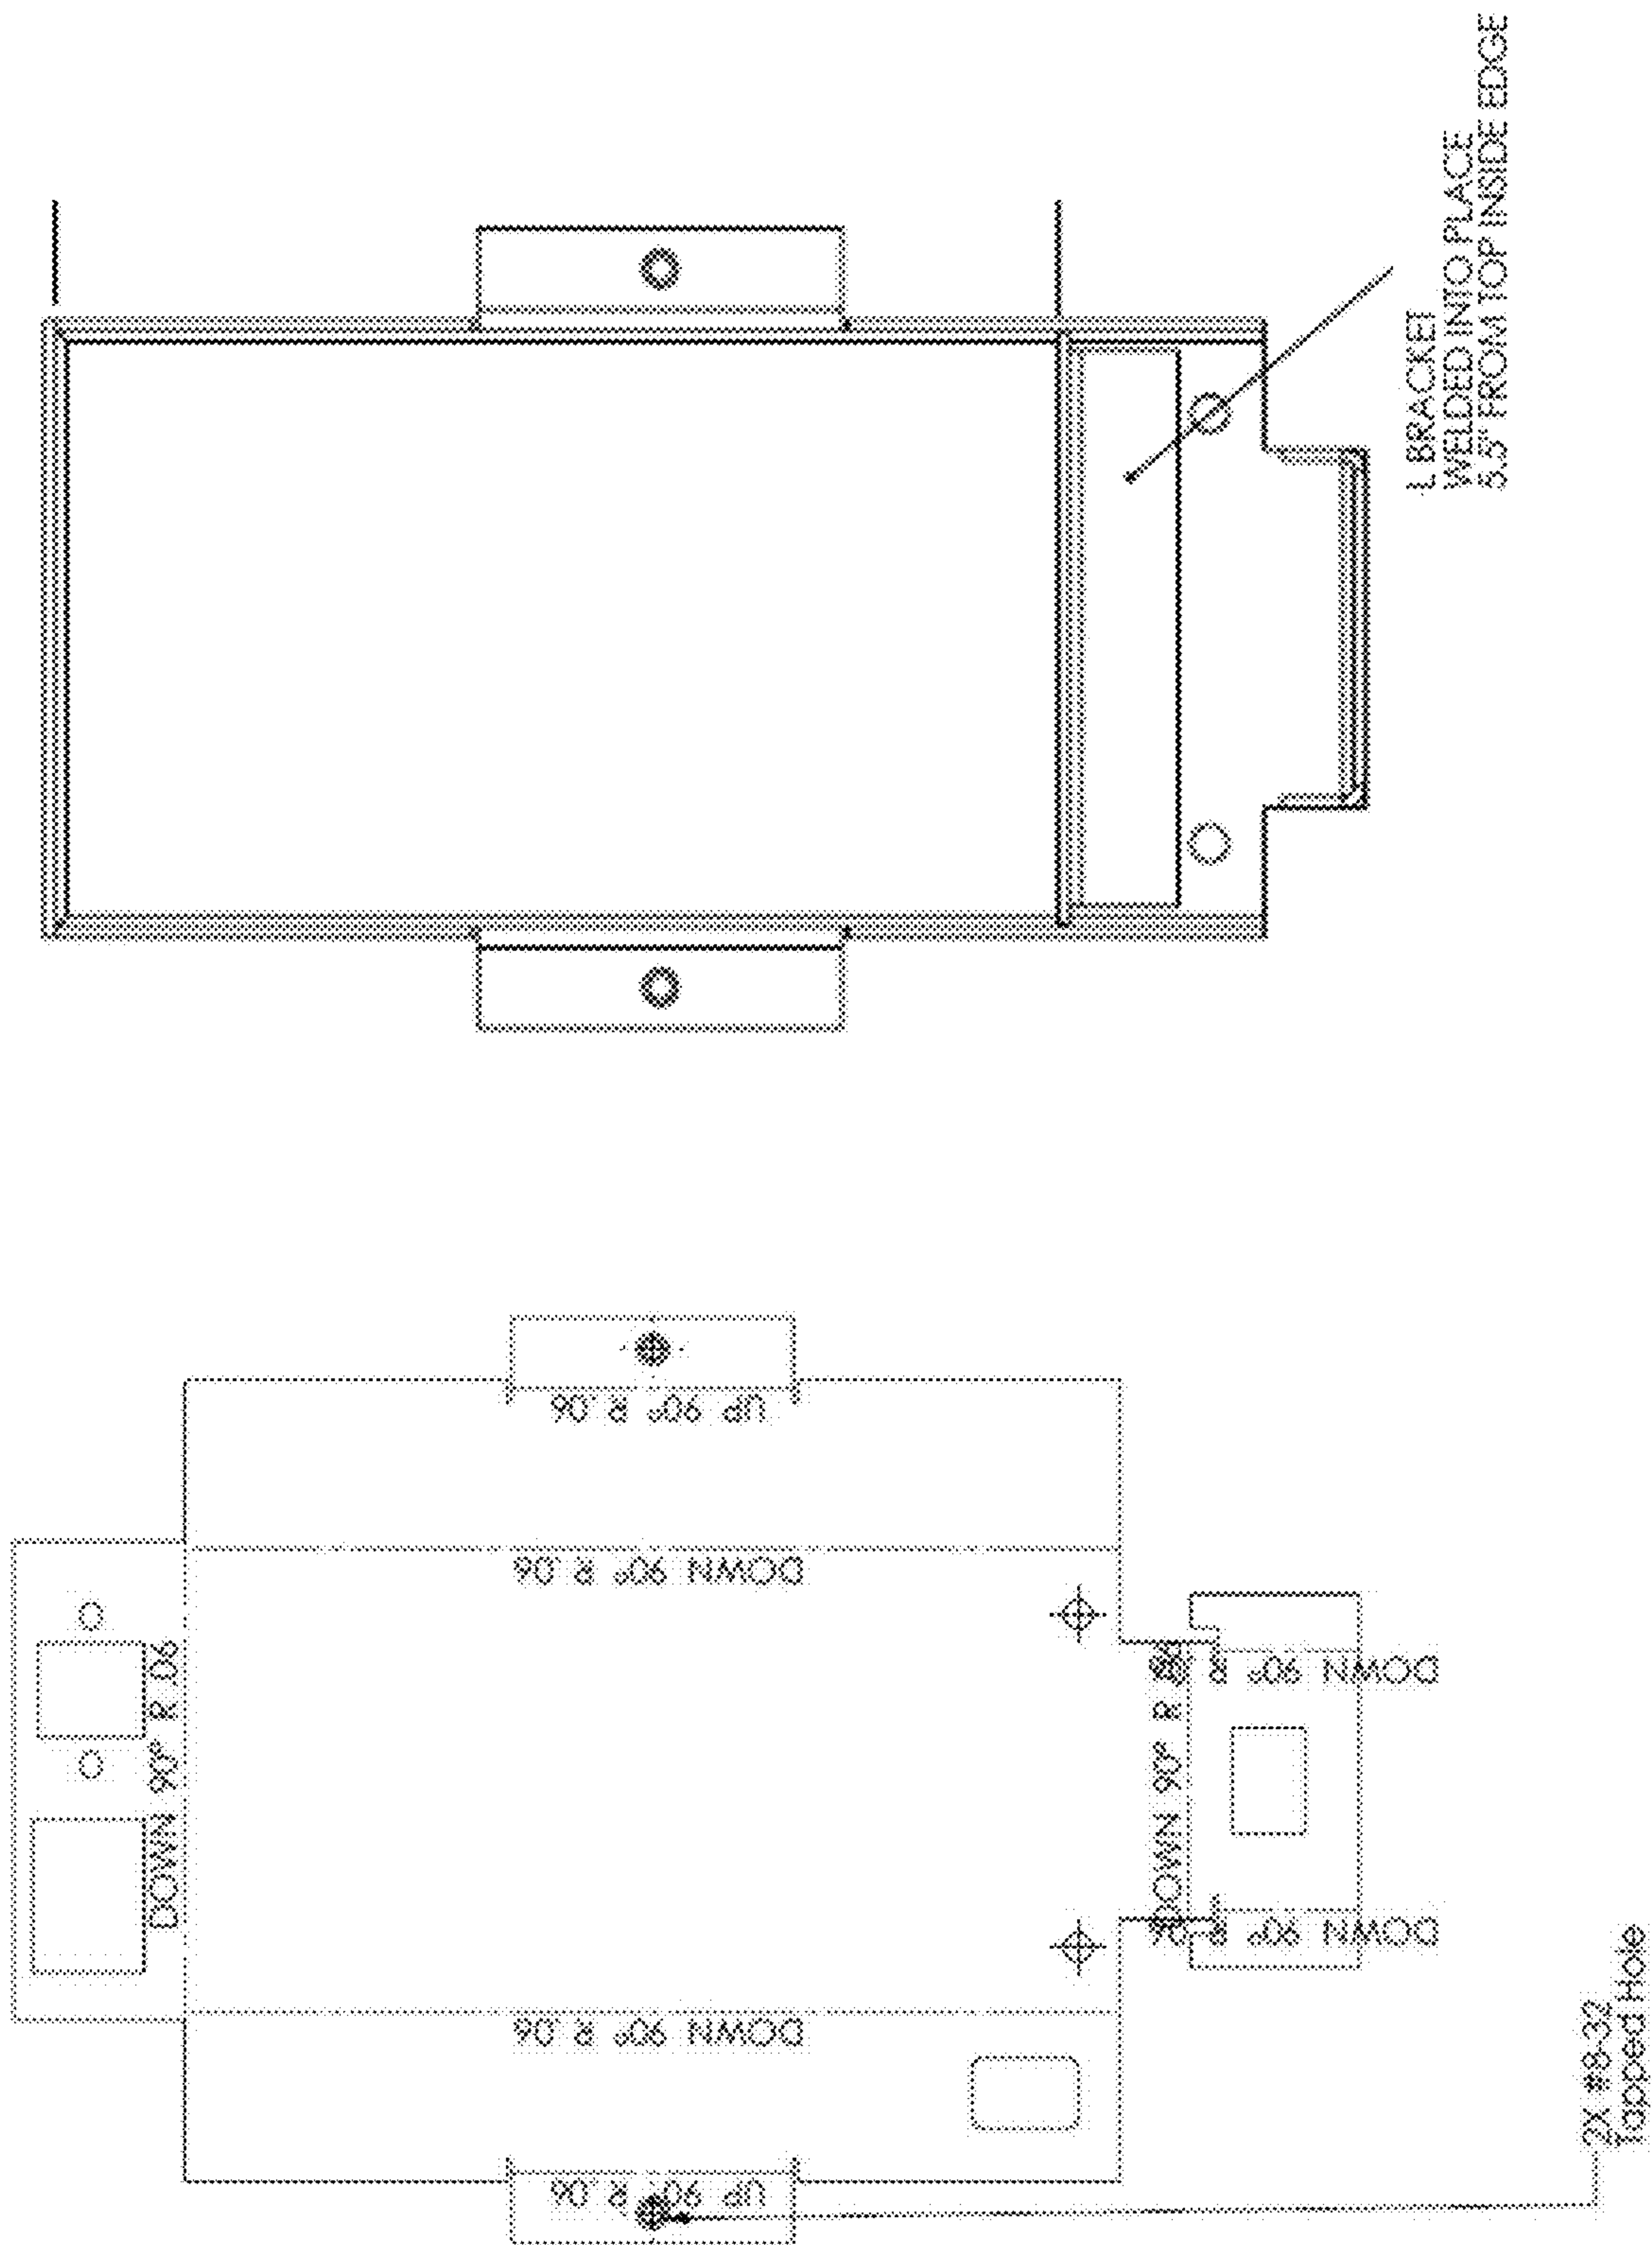 L BRACKET
WELDED INTO PLACE
5.5" FROM TOP INSIDE EDGE
UP 90° R .06
DOWN 90° R .06
DOWN 90° R .06
DOWN 90° R .06
DOWN 90° R .06
DOWN 90° R .06
DOWN 90° R .06
UP 90° R .06
2X #8-32
Tapped Hole